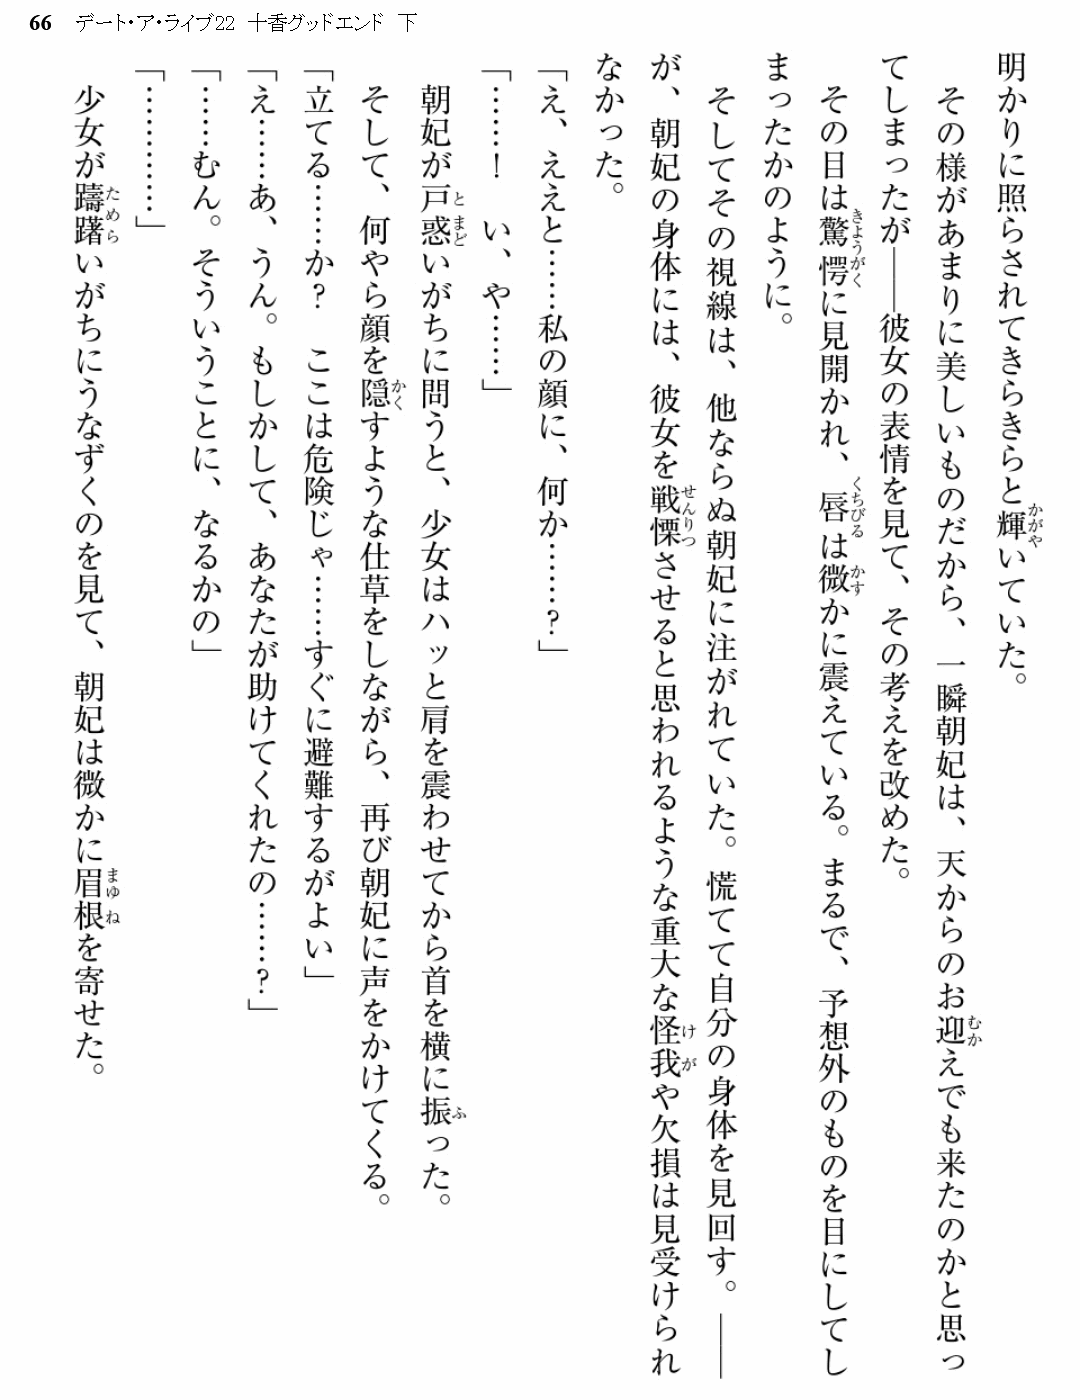 66 デート・ア・ライブ22 十香グッドエンド 下
明かりに照らされてきらきらと輝いていた。
その様があまりに美しいものだから、一瞬朝妃は、天からのお迎えでも来たのかと思っ
てしまったが——彼女の表情を見て、その考えを改めた。
その目は驚愕に見開かれ、唇は微かに震えている。まるで、予想外のものを目にしてし
まったかのように。
そしてその視線は、他ならぬ朝妃に注がれていた。慌てて自分の身体を見回す。——
が、朝妃の身体には、彼女を戦慄させると思われるような重大な怪我や欠損は見受けられ
なかった。
「え、ええと……私の顔に、何か……?」
「……! い、や……」
朝妃が戸惑いがちに問うと、少女はハッと肩を震わせてから首を横に振った。
そして、何やら顔を隠すような仕草をしながら、再び朝妃に声をかけてくる。
「立てる……か? ここは危険じゃ……すぐに避難するがよい」
「え……あ、うん。もしかして、あなたが助けてくれたの……?」
「……むん。そういうことに、なるかの」
「…………」
少女が躊躇いがちにうなずくのを見て、朝妃は微かに眉根を寄せた。